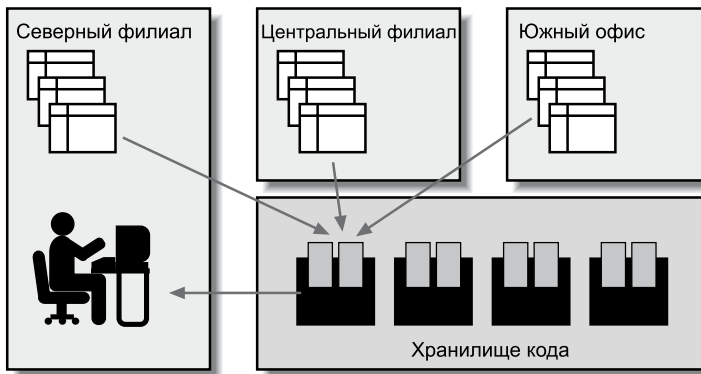 Северный филиал
Центральный филиал
Южный офис
Хранилище кода